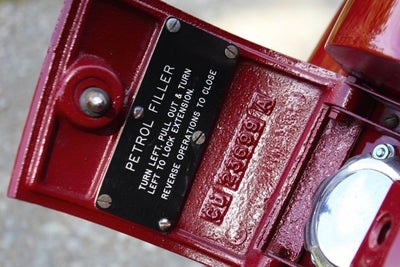 PETROL FILLER
TURN LEFT, PULL OUT & TURN
LEFT TO LOCK EXTENSION.
REVERSE OPERATIONS TO CLOSE